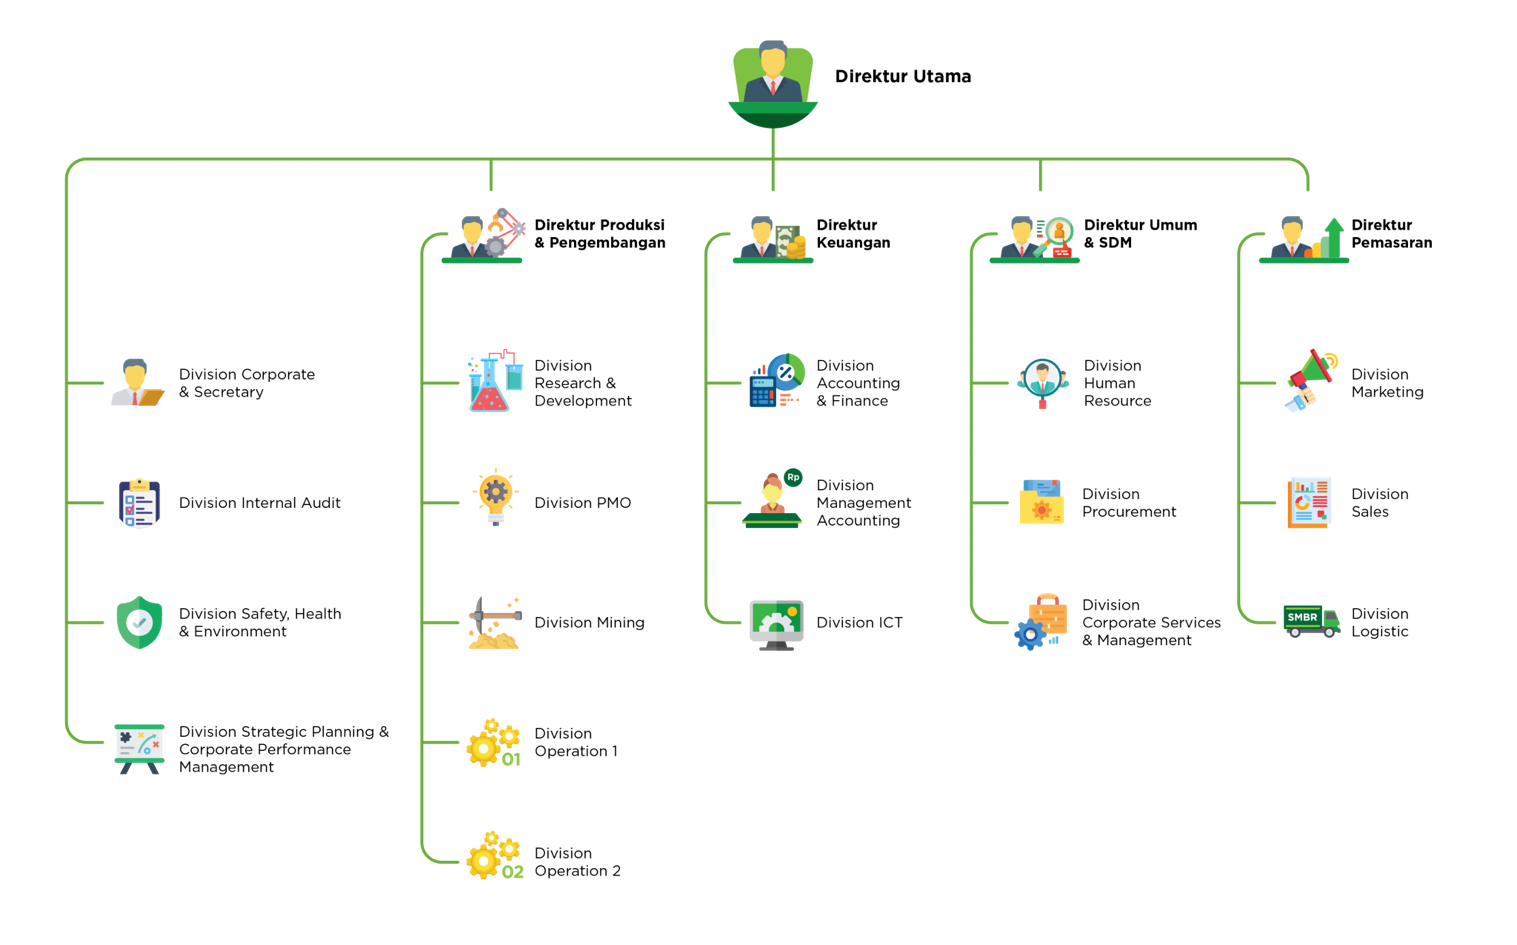 Direktur Utama
Direktur Produksi
& Pengembangan
Direktur
Keuangan
Direktur Umum
& SDM
Direktur
Pemasaran
Division Corporate
& Secretary
Division Internal Audit
Division Safety, Health
& Environment
Division Strategic Planning &
Corporate Performance
Management
Division
Research &
Development
Division PMO
Division Mining
01
Division
Operation 1
02
Division
Operation 2
Division
Accounting
& Finance
Rp
Division
Management
Accounting
Division ICT
Division
Human
Resource
Division
Procurement
Division
Corporate Services
& Management
Division
Marketing
Division
Sales
SMBR
Division
Logistic